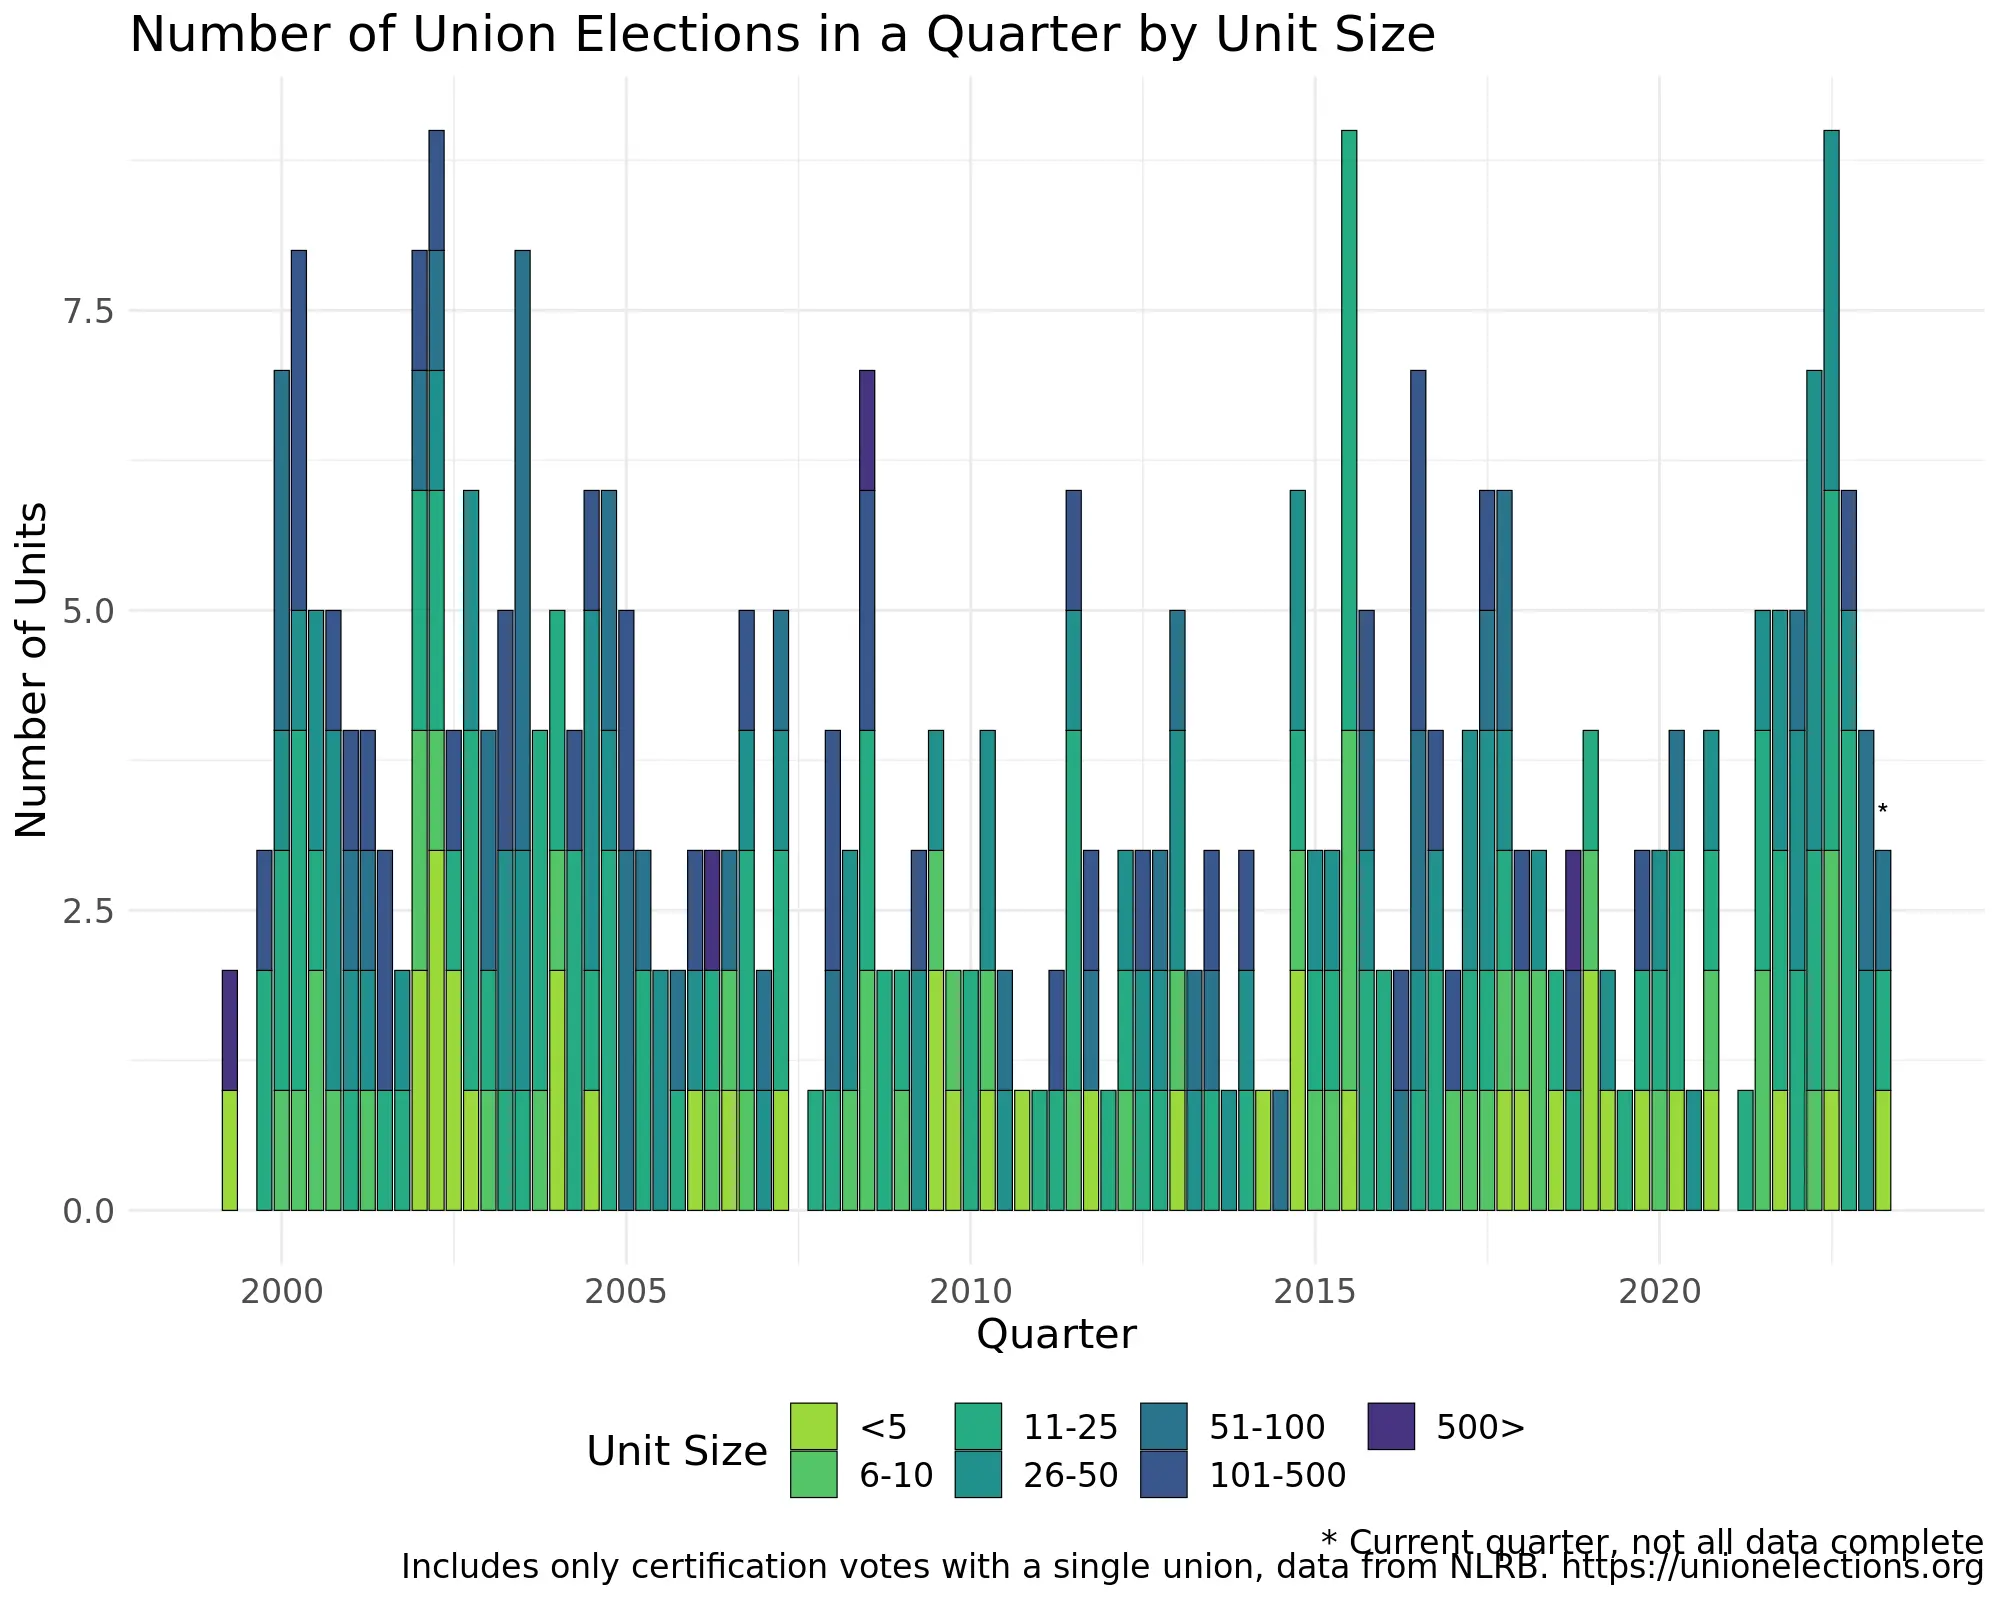 Number of Union Elections in a Quarter by Unit Size
Number of Units
7.5
5.0
2.5
0.0
*
2000 2005 2010 2015 2020
Quarter
Unit Size
<5 11-25 51-100 500>
6-10 26-50 101-500
* Current quarter, not all data complete
Includes only certification votes with a single union, data from NLRB. https://unionelections.org